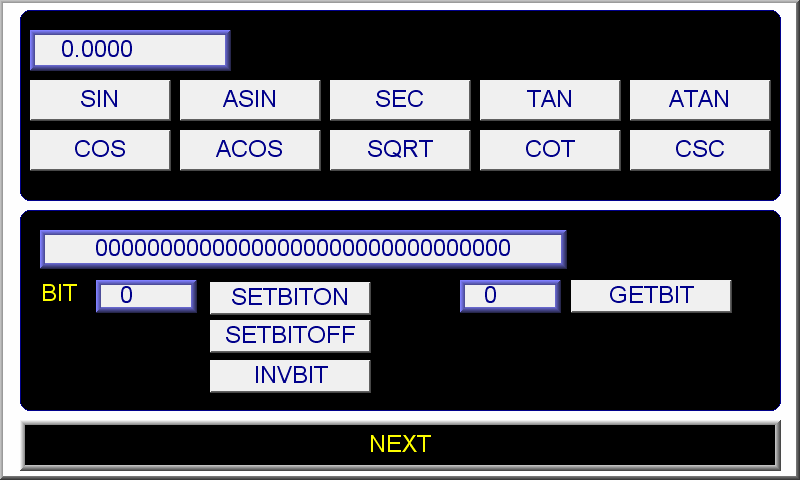 0.0000
SIN ASIN SEC TAN ATAN
COS ACOS SQRT COT CSC
00000000000000000000000000000000
BIT 0 SETBITON 0 GETBIT
SETBITOFF
INVBIT
NEXT